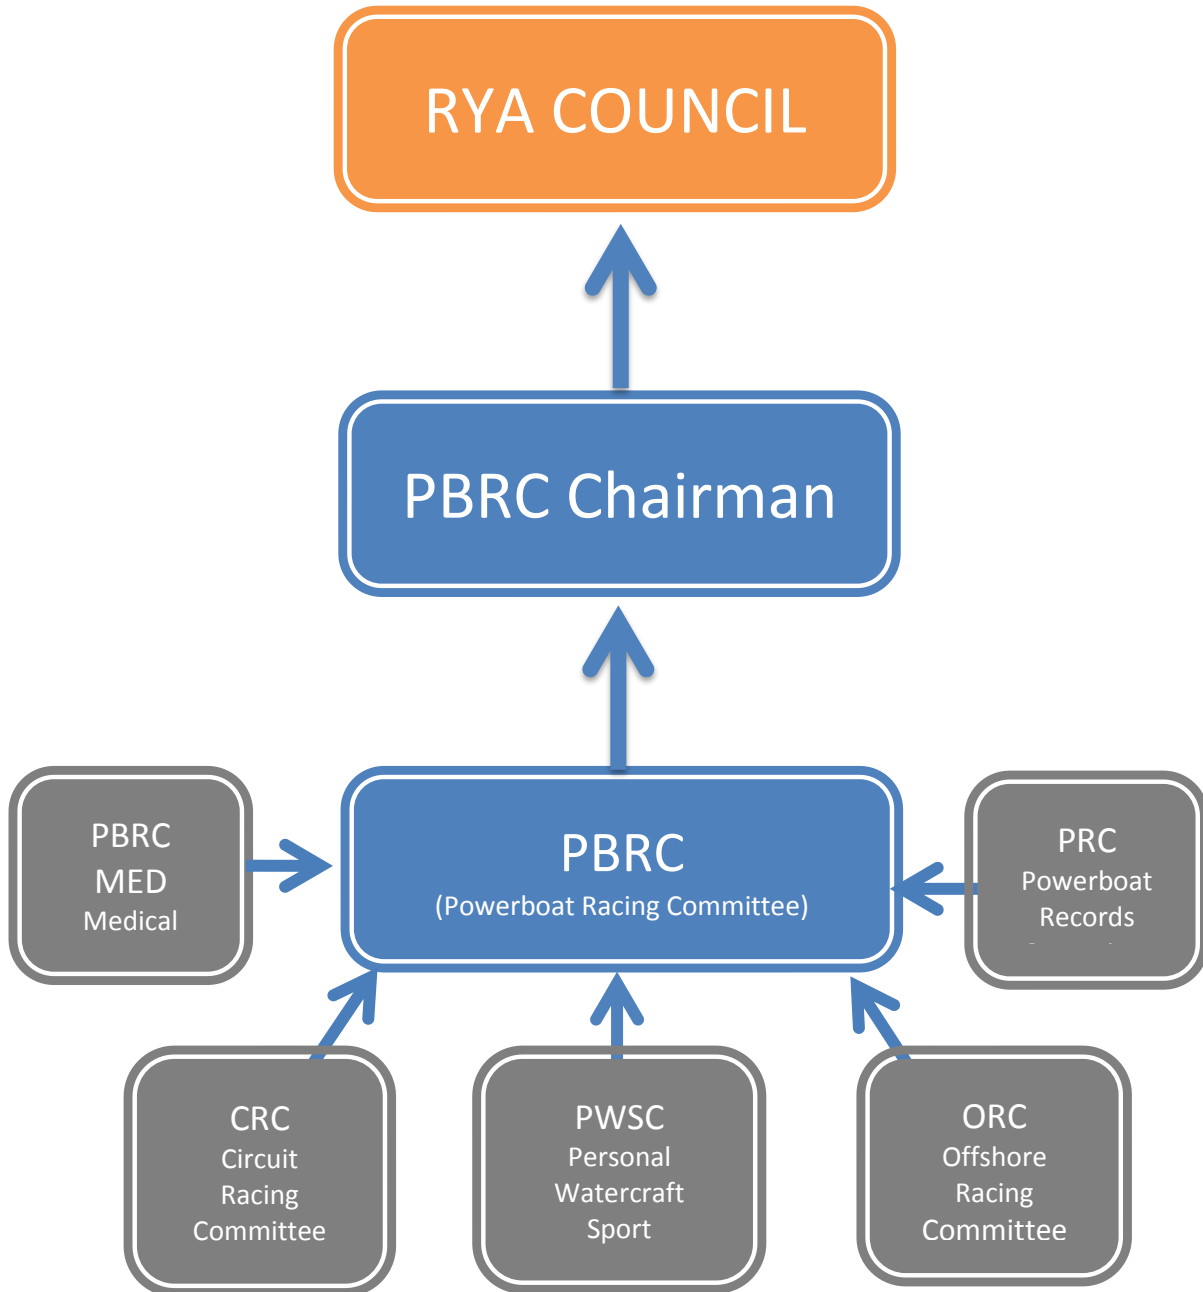 RYA COUNCIL
PBRC Chairman
PBRC
(Powerboat Racing Committee)
PBRC
MED
Medical
PRC
Powerboat
Records
CRC
Circuit
Racing
Committee
PWSC
Personal
Watercraft
Sport
ORC
Offshore
Racing
Committee